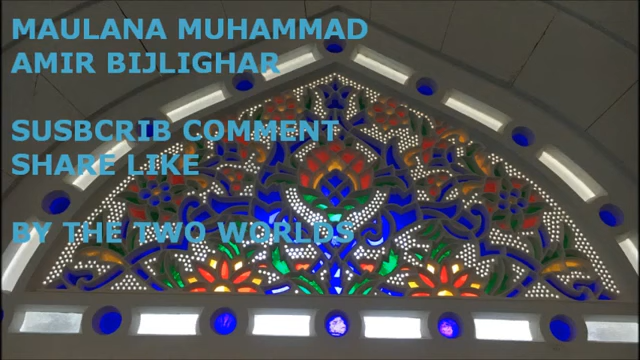 MAULANA MUHAMMAD
AMIR BIJLIGHAR
SUSBCRIB COMMENT
SHARE LIKE
BY THE TWO WORLDS